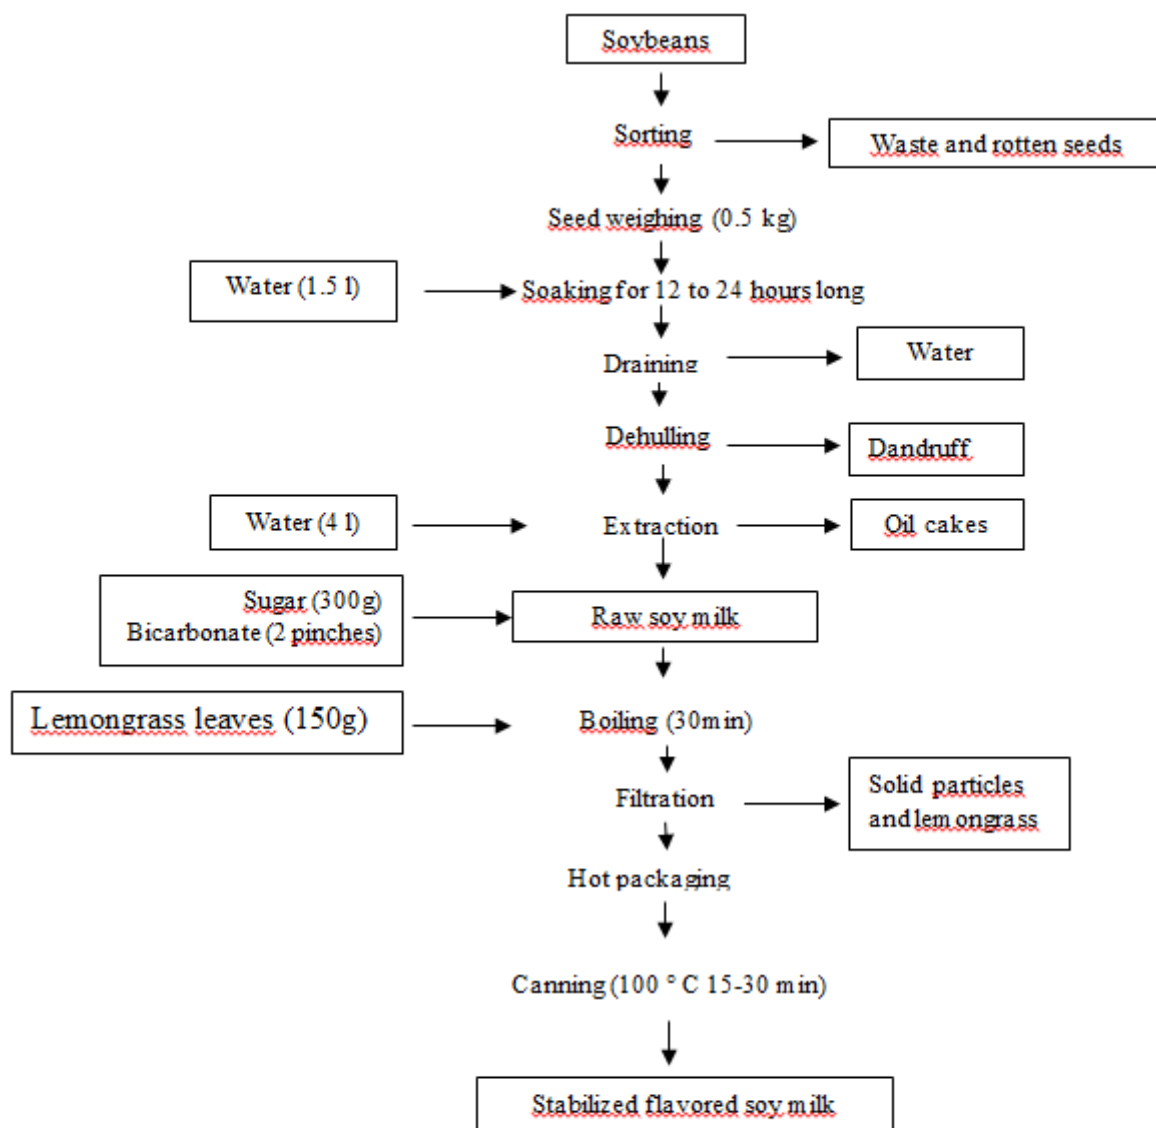 Soybeans
Sorting
Waste and rotten seeds
Seed weighing (0.5 kg)
Water (1.5 l)
Soaking for 12 to 24 hours long
Draining
Water
Dehulling
Dandruff
Water (4 l)
Extraction
Oil cakes
Sugar (300g)
Bicarbonate (2 pinches)
Raw soy milk
Lemongrass leaves (150g)
Boiling (30min)
Filtration
Solid particles
and lemongrass
Hot packaging
Canning (100 ° C 15-30 min)
Stabilized flavored soy milk